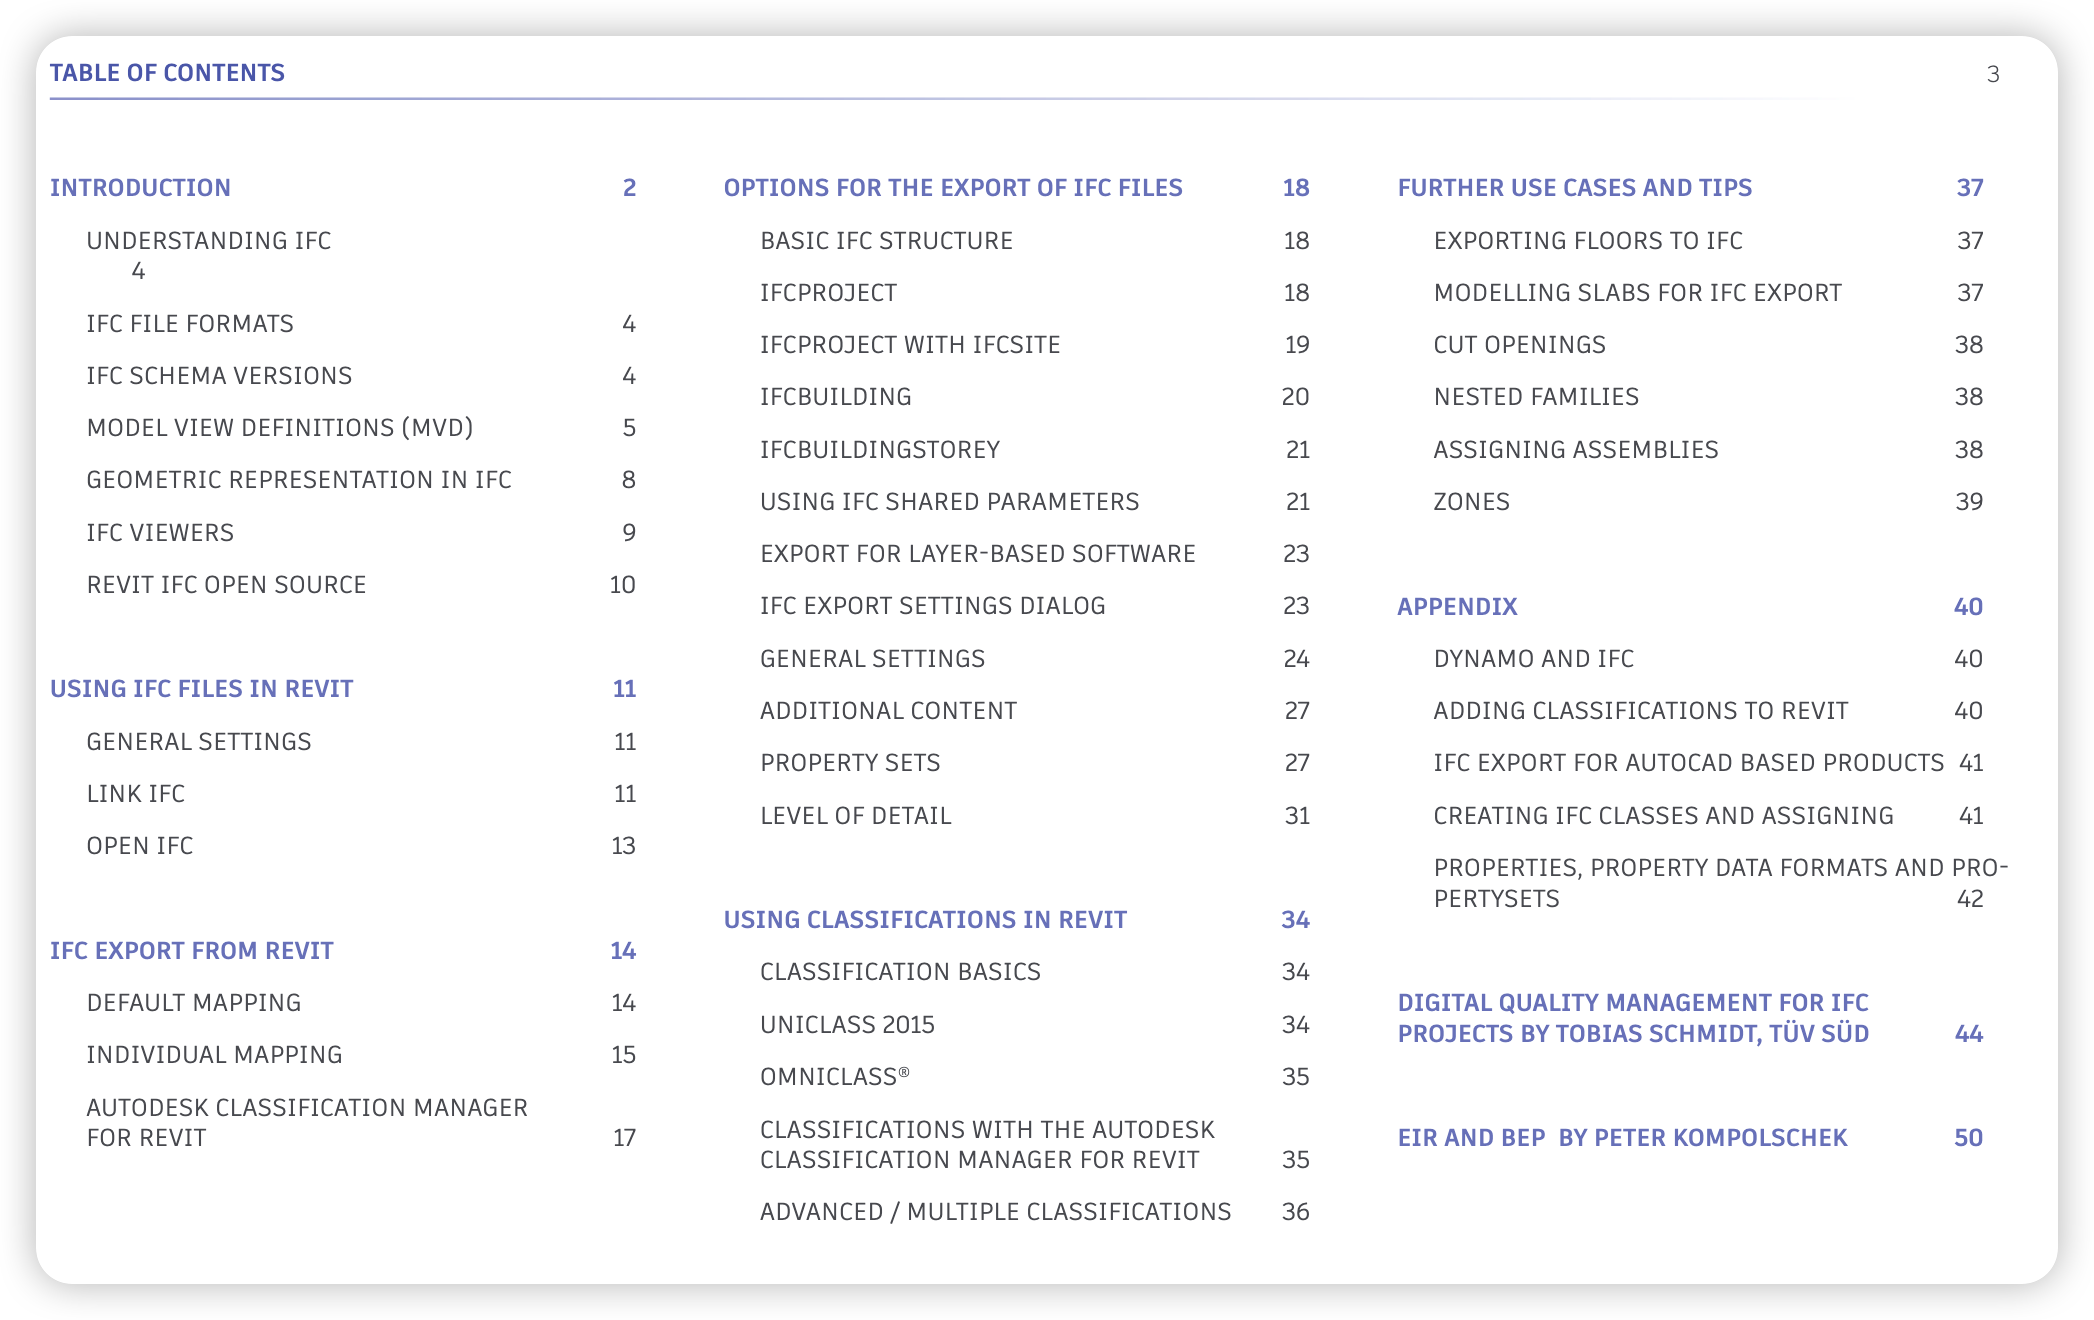 TABLE OF CONTENTS 3
INTRODUCTION 2
UNDERSTANDING IFC
4
IFC FILE FORMATS 4
IFC SCHEMA VERSIONS 4
MODEL VIEW DEFINITIONS (MVD) 5
GEOMETRIC REPRESENTATION IN IFC 8
IFC VIEWERS 9
REVIT IFC OPEN SOURCE 10
USING IFC FILES IN REVIT 11
GENERAL SETTINGS 11
LINK IFC 11
OPEN IFC 13
IFC EXPORT FROM REVIT 14
DEFAULT MAPPING 14
INDIVIDUAL MAPPING 15
AUTODESK CLASSIFICATION MANAGER
FOR REVIT 17
OPTIONS FOR THE EXPORT OF IFC FILES 18
BASIC IFC STRUCTURE 18
IFCPROJECT 18
IFCPROJECT WITH IFCSITE 19
IFCBUILDING 20
IFCBUILDINGSTOREY 21
USING IFC SHARED PARAMETERS 21
EXPORT FOR LAYER-BASED SOFTWARE 23
IFC EXPORT SETTINGS DIALOG 23
GENERAL SETTINGS 24
ADDITIONAL CONTENT 27
PROPERTY SETS 27
LEVEL OF DETAIL 31
USING CLASSIFICATIONS IN REVIT 34
CLASSIFICATION BASICS 34
UNICLASS 2015 34
OMNICLASS® 35
CLASSIFICATIONS WITH THE AUTODESK
CLASSIFICATION MANAGER FOR REVIT 35
ADVANCED / MULTIPLE CLASSIFICATIONS 36
FURTHER USE CASES AND TIPS 37
EXPORTING FLOORS TO IFC 37
MODELLING SLABS FOR IFC EXPORT 37
CUT OPENINGS 38
NESTED FAMILIES 38
ASSIGNING ASSEMBLIES 38
ZONES 39
APPENDIX 40
DYNAMO AND IFC 40
ADDING CLASSIFICATIONS TO REVIT 40
IFC EXPORT FOR AUTOCAD BASED PRODUCTS 41
CREATING IFC CLASSES AND ASSIGNING 41
PROPERTIES, PROPERTY DATA FORMATS AND PRO-
PERTYSETS 42
DIGITAL QUALITY MANAGEMENT FOR IFC
PROJECTS BY TOBIAS SCHMIDT, TÜV SÜD 44
EIR AND BEP  BY PETER KOMPOLSCHEK 50